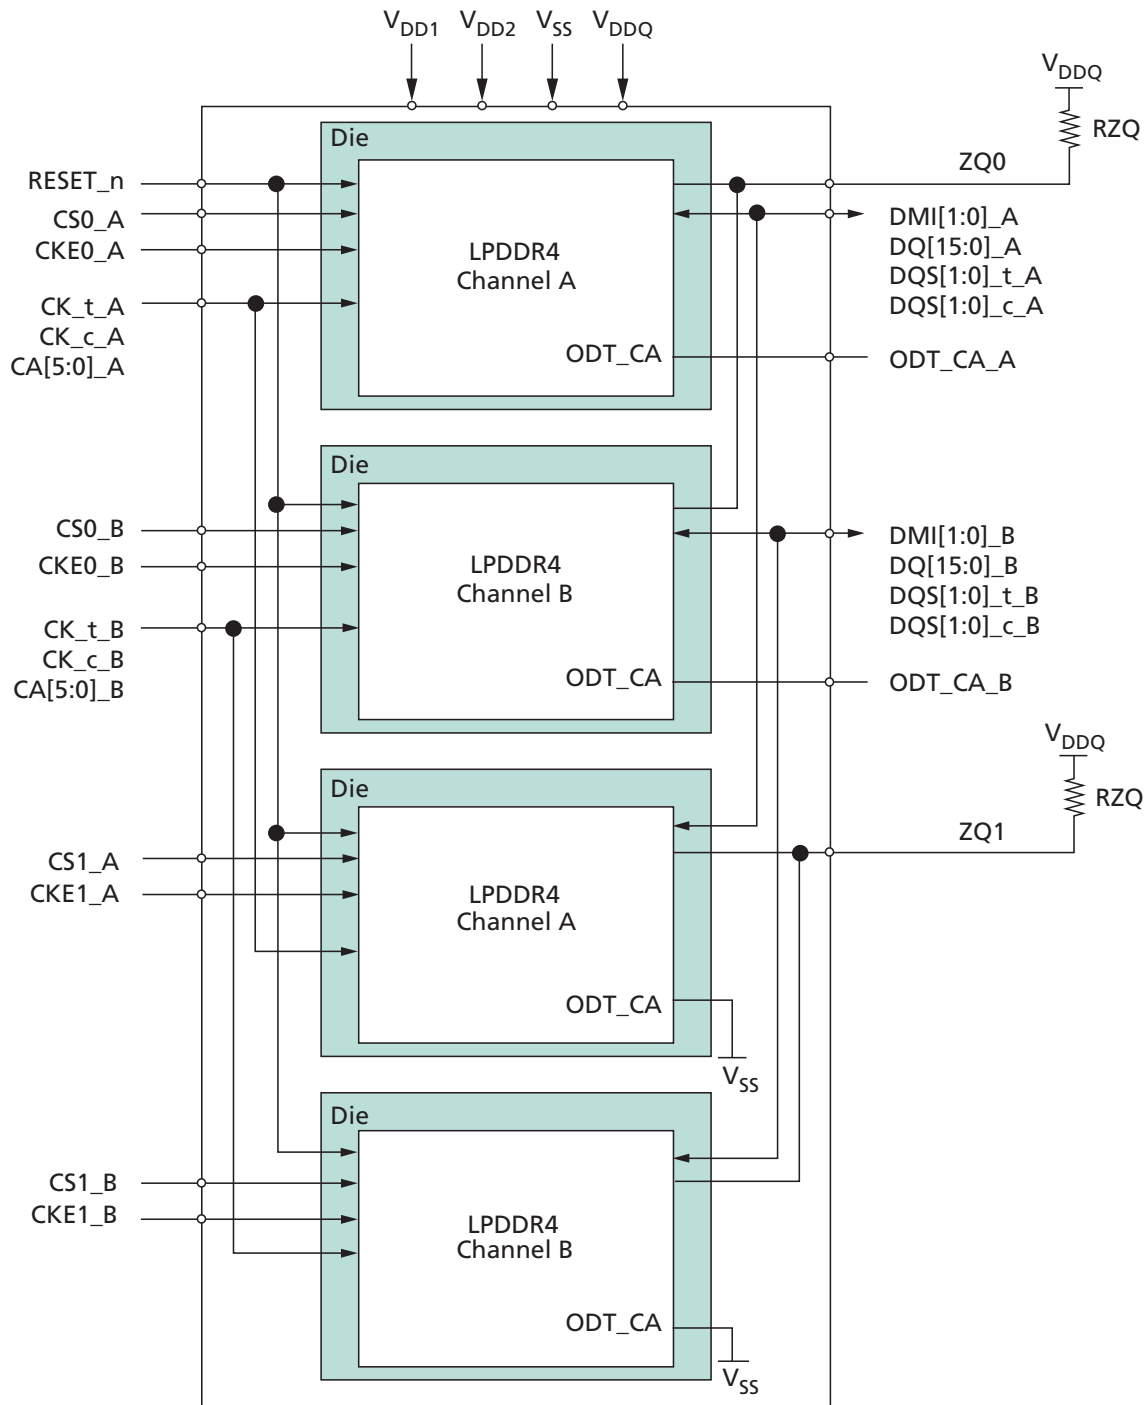 VDD1 VDD2 VSS VDDQ
VDDQ
RZQ
Die
RESET_n
ZQ0
CS0_A
DMI[1:0]_A
CKE0_A
DQ[15:0]_A
LPDDR4
Channel A
DQS[1:0]_t_A
CK_t_A
DQS[1:0]_c_A
CK_c_A
CA[5:0]_A
ODT_CA
ODT_CA_A
Die
CS0_B
DMI[1:0]_B
CKE0_B
DQ[15:0]_B
LPDDR4
Channel B
DQS[1:0]_t_B
CK_t_B
DQS[1:0]_c_B
CK_c_B
CA[5:0]_B
ODT_CA
ODT_CA_B
VDDQ
Die
RZQ
ZQ1
CS1_A
CKE1_A
LPDDR4
Channel A
ODT_CA
VSS
Die
CS1_B
CKE1_B
LPDDR4
Channel B
ODT_CA
VSS